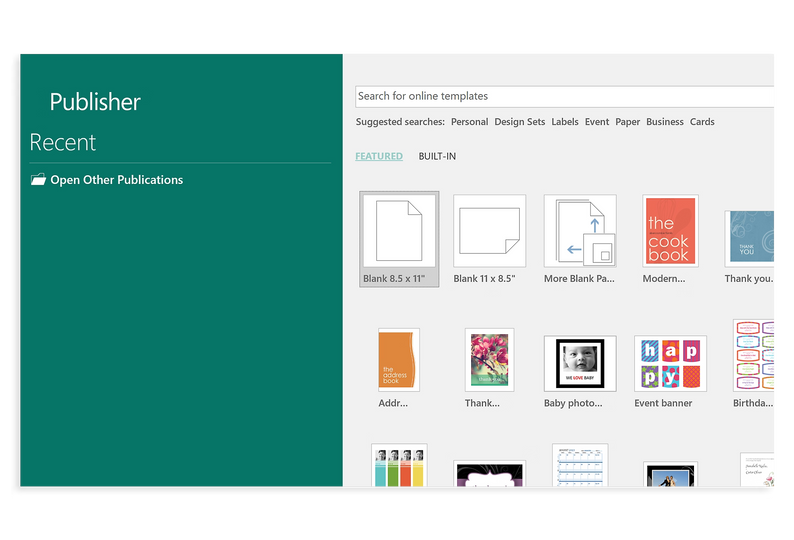 Publisher
Recent
Open Other Publications
Search for online templates
Suggested searches: Personal Design Sets Labels Event Paper Business Cards
FEATURED BUILT-IN
the
cook
book
THANK
YOU
Blank 8.5 x 11" Blank 11 x 8.5" More Blank Pa... Modern... Thank you.
the
address
book
WE LOVE BABY
hap
py!
Addr... Thank... Baby photo... Event banner Birthda...